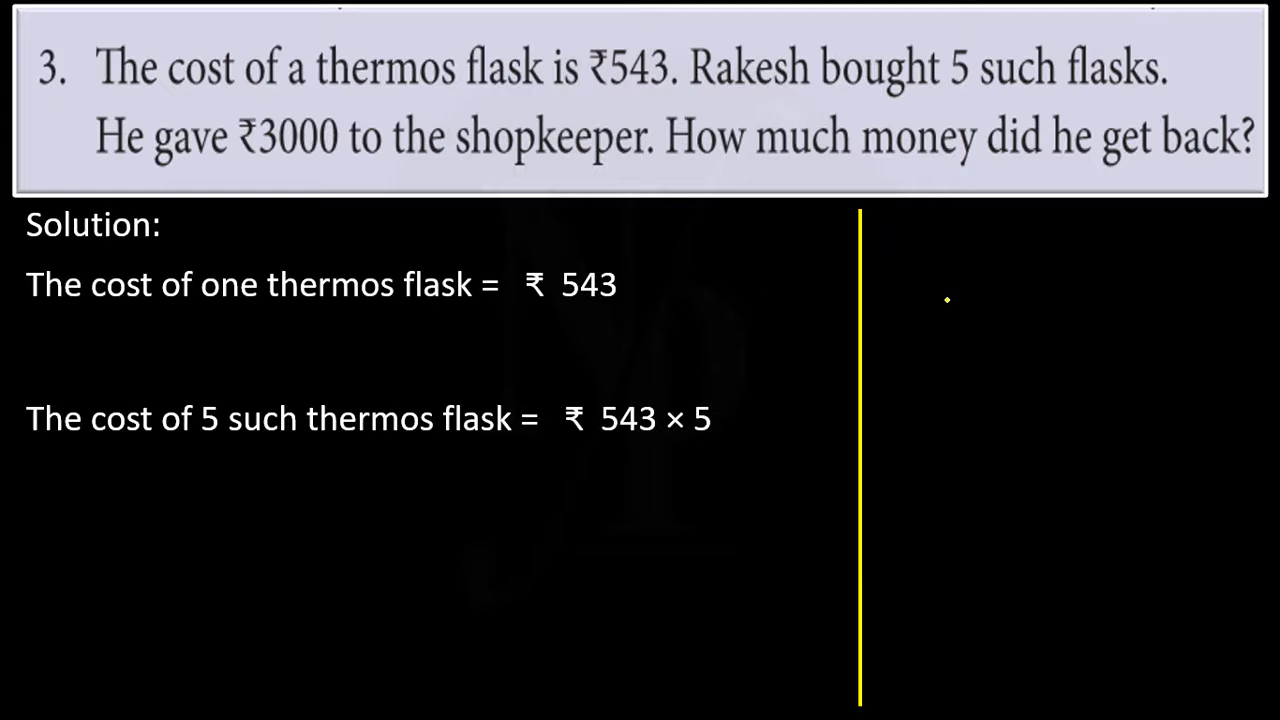 3. The cost of a thermos flask is ₹543. Rakesh bought 5 such flasks.
He gave ₹3000 to the shopkeeper. How much money did he get back?
Solution:
The cost of one thermos flask = ₹ 543
The cost of 5 such thermos flask = ₹ 543 × 5